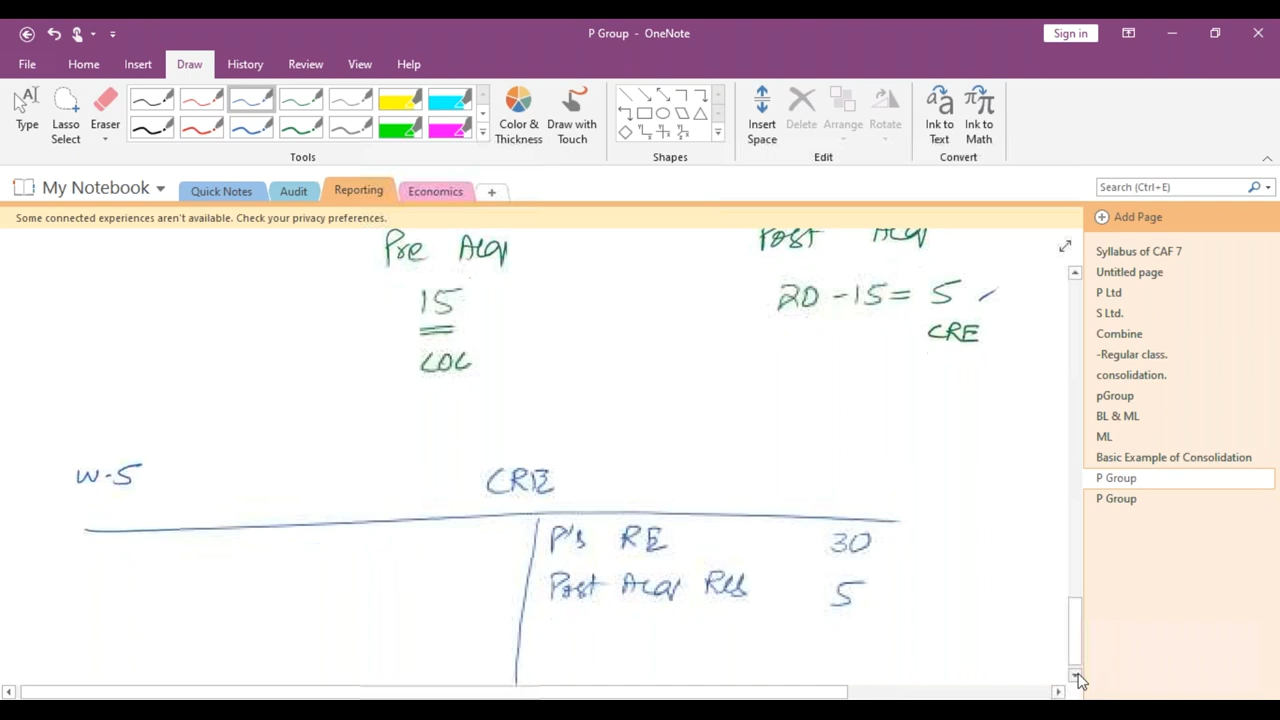 P Group - OneNote
Sign in
File Home Insert Draw History Review View Help
Type
Lasso Select
Eraser
Color & Thickness
Draw with Touch
Insert Space
Delete
Arrange
Rotate
Ink to Text
Ink to Math
Tools
Shapes
Edit
Convert
My Notebook
Quick Notes
Audit
Reporting
Economics
Search (Ctrl+E)
Some connected experiences aren't available. Check your privacy preferences.
Add Page
Syllabus of CAF 7
Untitled page
P Ltd
S Ltd.
Combine
-Regular class.
consolidation.
pGroup
BL & ML
ML
Basic Example of Consolidation
P Group
P Group
Pre Acq
Post Acq
15
20 - 15 = 5
COC
CRE
W-5
CRE
P's RE 30
Post Acq Res 5